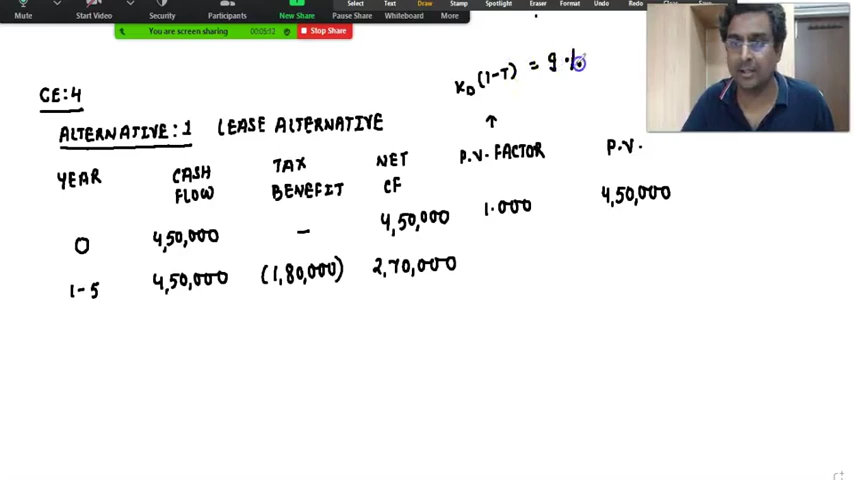 Select Text Draw Stamp Spotlight Eraser Format Undo Redo
Mute Start Video Security Participants New Share Pause Share Whiteboard More
You are screen sharing 00:05:12 Stop Share
KD (1-T) = 9
CE:4
ALTERNATIVE:1 LEASE ALTERNATIVE
YEAR CASH FLOW TAX BENEFIT NET CF P.V. FACTOR P.V.
0 4,50,000 - 4,50,000 1.000 4,50,000
1-5 4,50,000 (1,80,000) 2,70,000